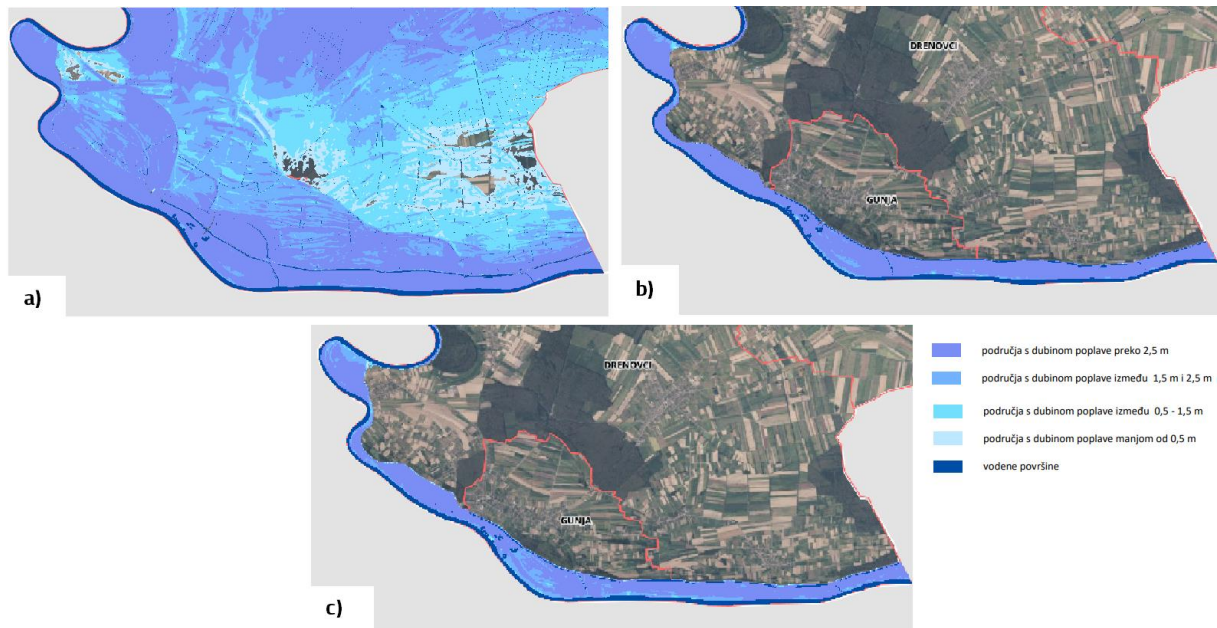 a)
DRENOVCI
GUNJA
b)
DRENOVCI
GUNJA
c)
područja s dubinom poplave preko 2,5 m
područja s dubinom poplave između 1,5 m i 2,5 m
područja s dubinom poplave između 0,5 - 1,5 m
područja s dubinom poplave manjom od 0,5 m
vodene površine